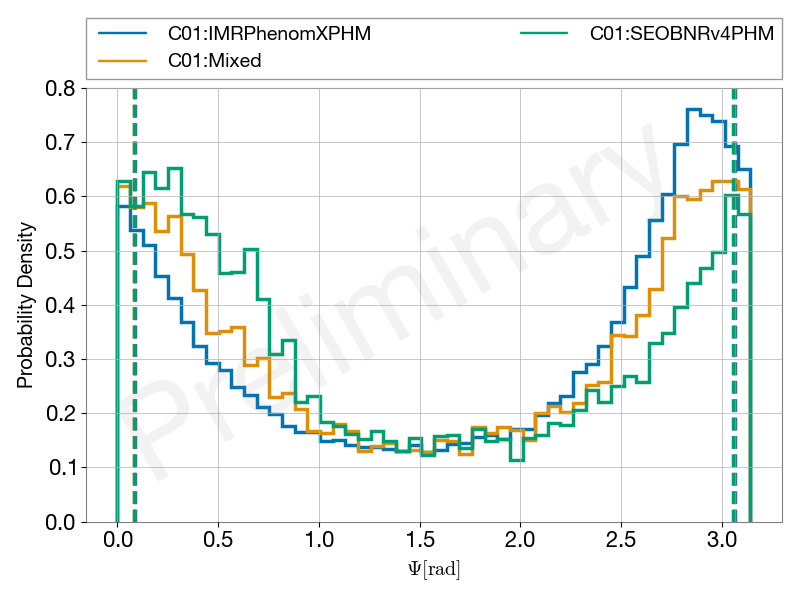 C01:IMRPhenomXPHM
C01:Mixed
C01:SEOBNRv4PHM
Preliminary
Probability Density
0.8
0.7
0.6
0.5
0.4
0.3
0.2
0.1
0.0
0.0 0.5 1.0 1.5 2.0 2.5 3.0
Ψ[rad]